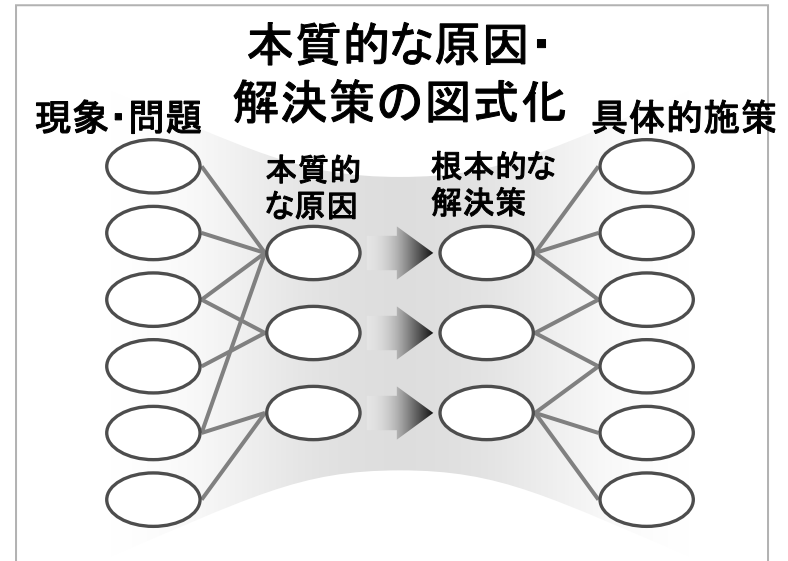 本質的な原因・
解決策の図式化
現象・問題
具体的施策
本質的
な原因
根本的な
解決策